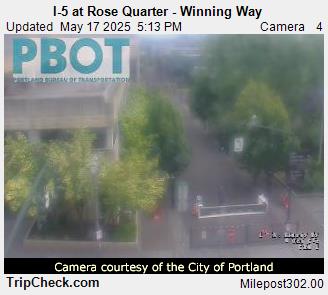 I-5 at Rose Quarter - Winning Way
Updated May 17 2025 5:13 PM Camera 4
PBOT
PORTLAND BUREAU OF TRANSPORTATION
Camera courtesy of the City of Portland
TripCheck.com Milepost302.00